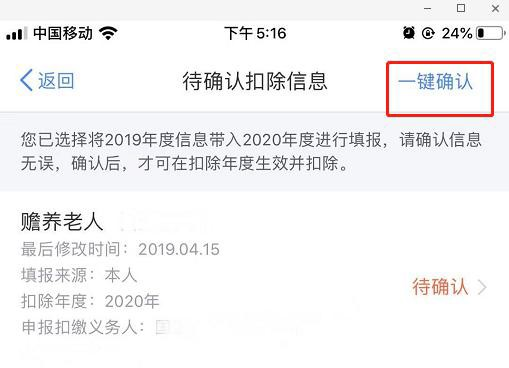 中国移动 下午5:16 24%
返回 待确认扣除信息 一键确认
您已选择将2019年度信息带入2020年度进行填报，请确认信息
无误，确认后，才可在扣除年度生效并扣除。
赡养老人
最后修改时间：2019.04.15
填报来源：本人
待确认
扣除年度：2020年
申报扣缴义务人：